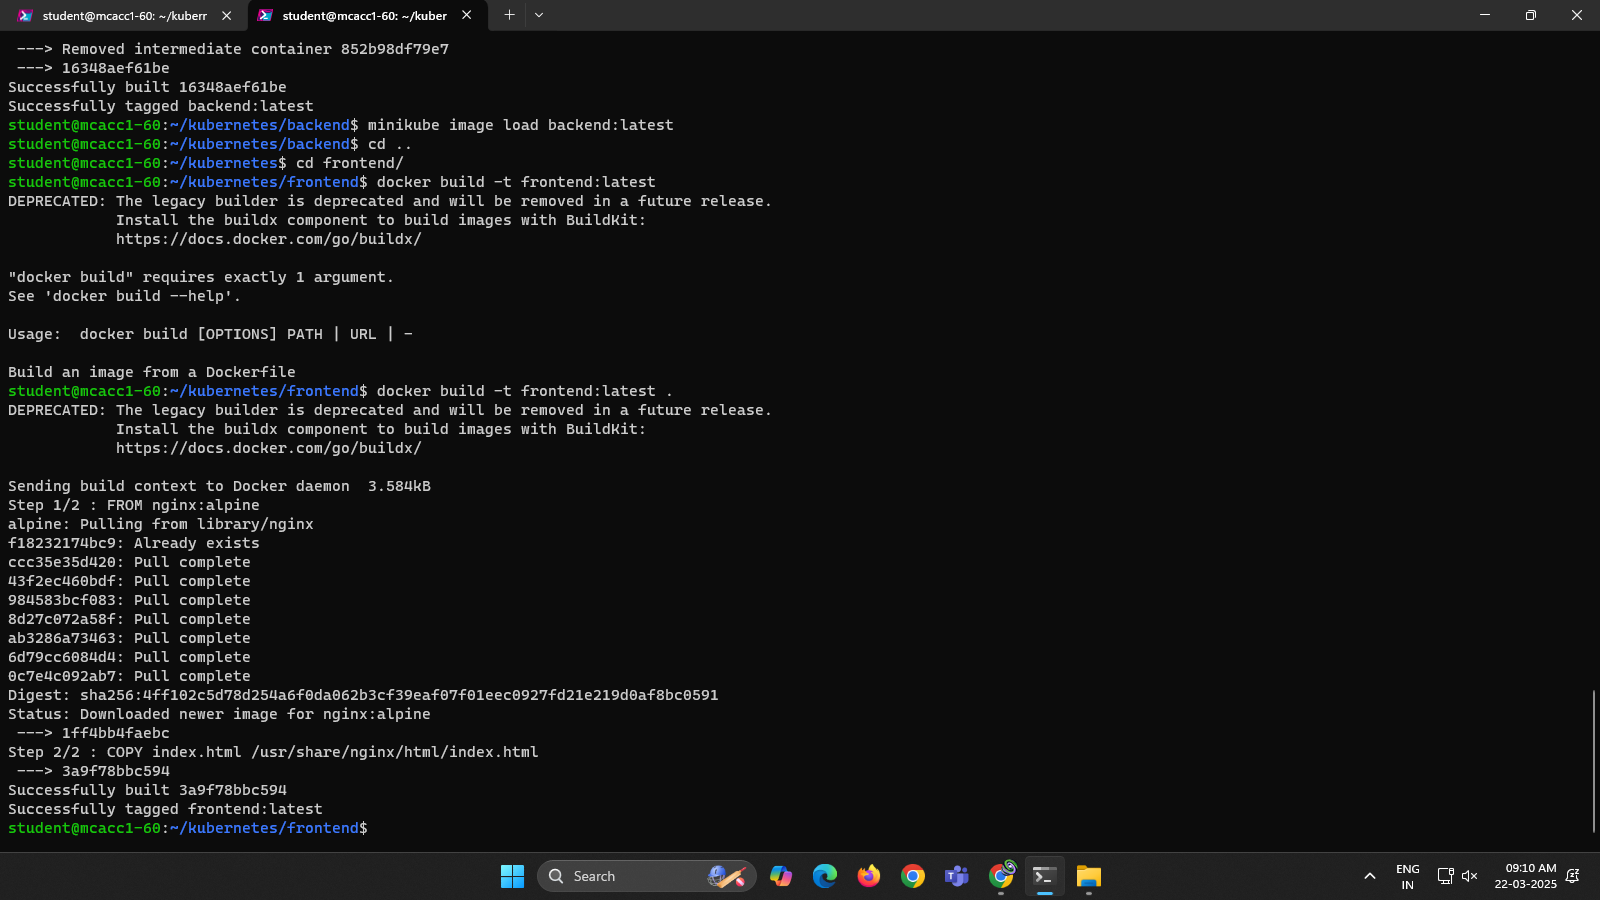 student@mcacc1-60: ~/kuberr
student@mcacc1-60: ~/kuber
---> Removed intermediate container 852b98df79e7
---> 16348aef61be
Successfully built 16348aef61be
Successfully tagged backend:latest
student@mcacc1-60:~/kubernetes/backend$ minikube image load backend:latest
student@mcacc1-60:~/kubernetes/backend$ cd ..
student@mcacc1-60:~/kubernetes$ cd frontend/
student@mcacc1-60:~/kubernetes/frontend$ docker build -t frontend:latest
DEPRECATED: The legacy builder is deprecated and will be removed in a future release.
Install the buildx component to build images with BuildKit:
https://docs.docker.com/go/buildx/
"docker build" requires exactly 1 argument.
See 'docker build --help'.
Usage:  docker build [OPTIONS] PATH | URL | -
Build an image from a Dockerfile
student@mcacc1-60:~/kubernetes/frontend$ docker build -t frontend:latest .
DEPRECATED: The legacy builder is deprecated and will be removed in a future release.
Install the buildx component to build images with BuildKit:
https://docs.docker.com/go/buildx/
Sending build context to Docker daemon  3.584kB
Step 1/2 : FROM nginx:alpine
alpine: Pulling from library/nginx
f18232174bc9: Already exists
ccc35e35d420: Pull complete
43f2ec460bdf: Pull complete
984583bcf083: Pull complete
8d27c072a58f: Pull complete
ab3286a73463: Pull complete
6d79cc6084d4: Pull complete
0c7e4c092ab7: Pull complete
Digest: sha256:4ff102c5d78d254a6f0da062b3cf39eaf07f01eec0927fd21e219d0af8bc0591
Status: Downloaded newer image for nginx:alpine
---> 1ff4bb4faebc
Step 2/2 : COPY index.html /usr/share/nginx/html/index.html
---> 3a9f78bbc594
Successfully built 3a9f78bbc594
Successfully tagged frontend:latest
student@mcacc1-60:~/kubernetes/frontend$
Search
ENG
IN
09:10 AM
22-03-2025